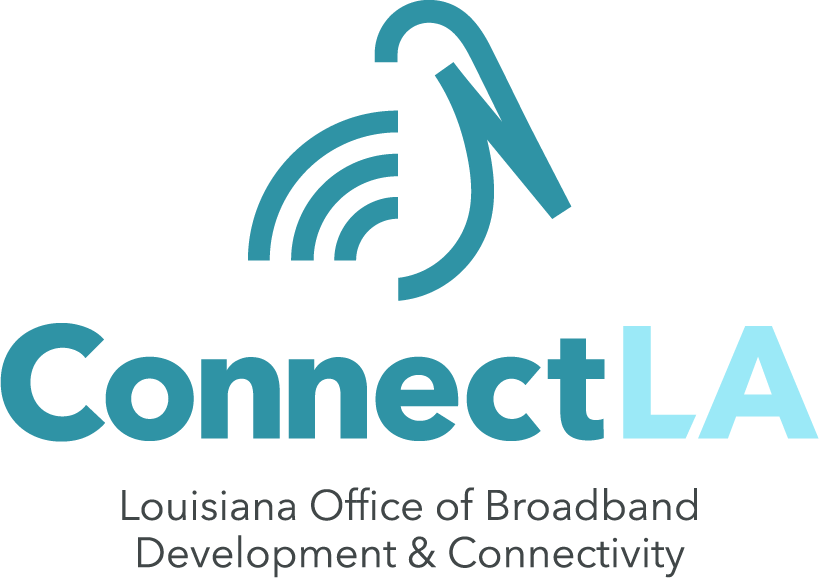 ConnectLA
Louisiana Office of Broadband
Development & Connectivity